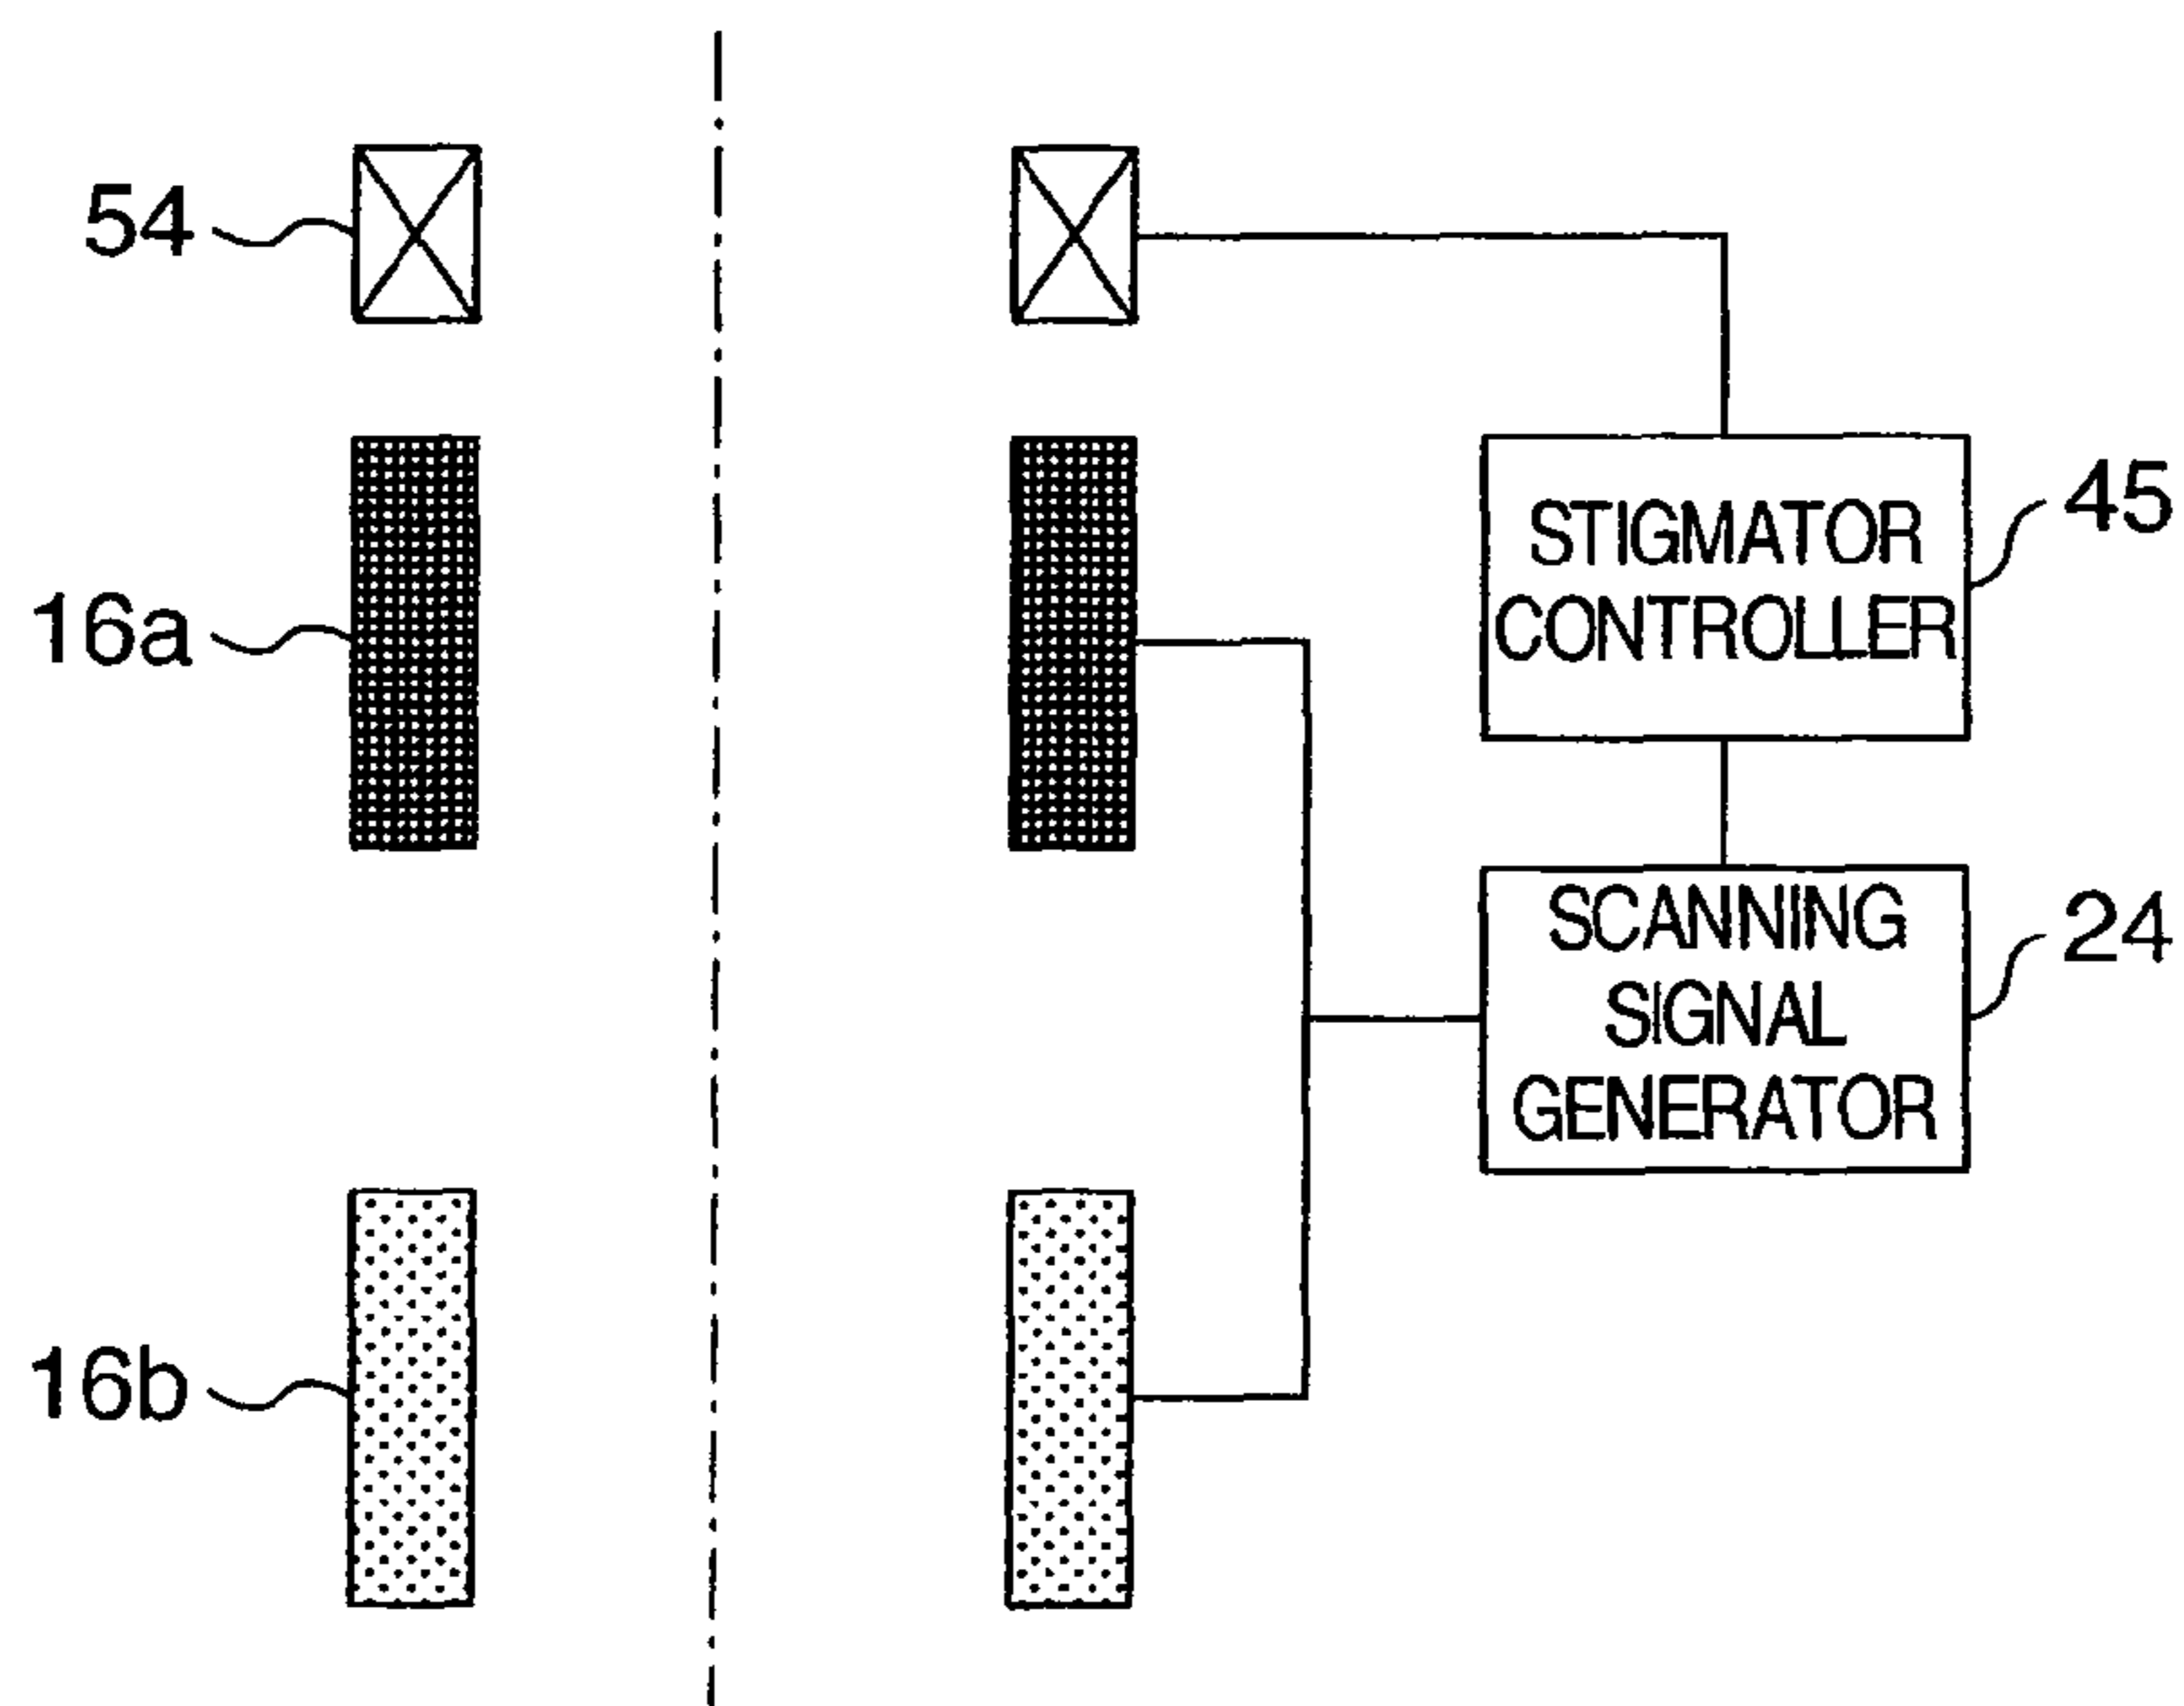 54
STIGMATOR
CONTROLLER
45
16a
SCANNING
SIGNAL
GENERATOR
24
16b